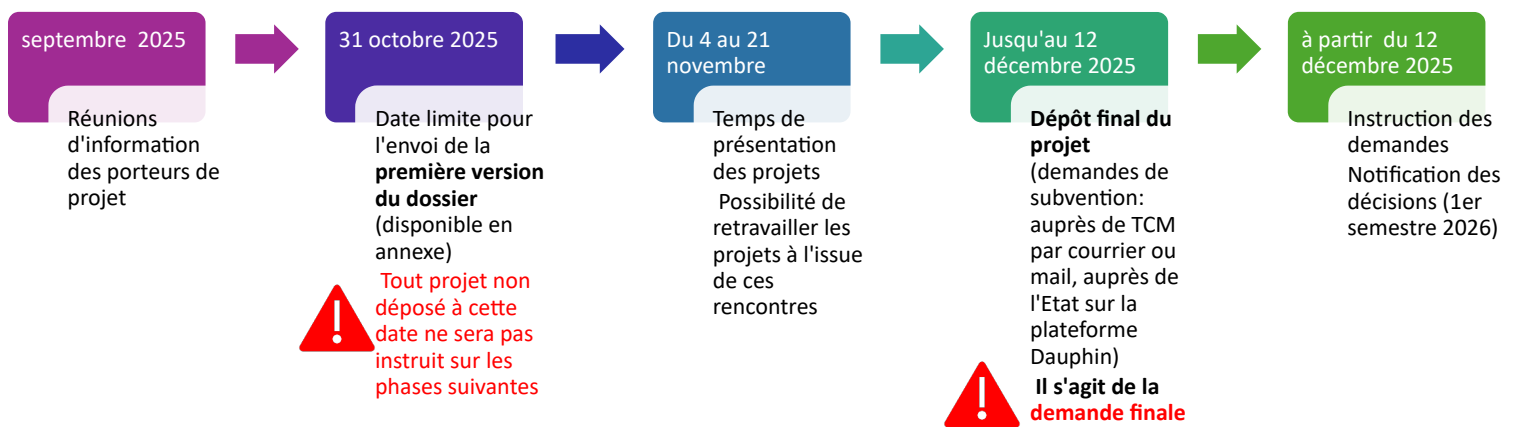 septembre 2025
Réunions
d'information
des porteurs de
projet
31 octobre 2025
Date limite pour
l'envoi de la
première version
du dossier
(disponible en
annexe)
Tout projet non
déposé à cette
date ne sera pas
instruit sur les
phases suivantes
Du 4 au 21
novembre
Temps de
présentation
des projets
Possibilité de
retravailler les
projets à l'issue
de ces
rencontres
Jusqu'au 12
décembre 2025
Dépôt final du
projet
(demandes de
subvention:
auprès de TCM
par courrier ou
mail, auprès de
l'Etat sur la
plateforme
Dauphin)
Il s'agit de la
demande finale
à partir du 12
décembre 2025
Instruction des
demandes
Notification des
décisions (1er
semestre 2026)